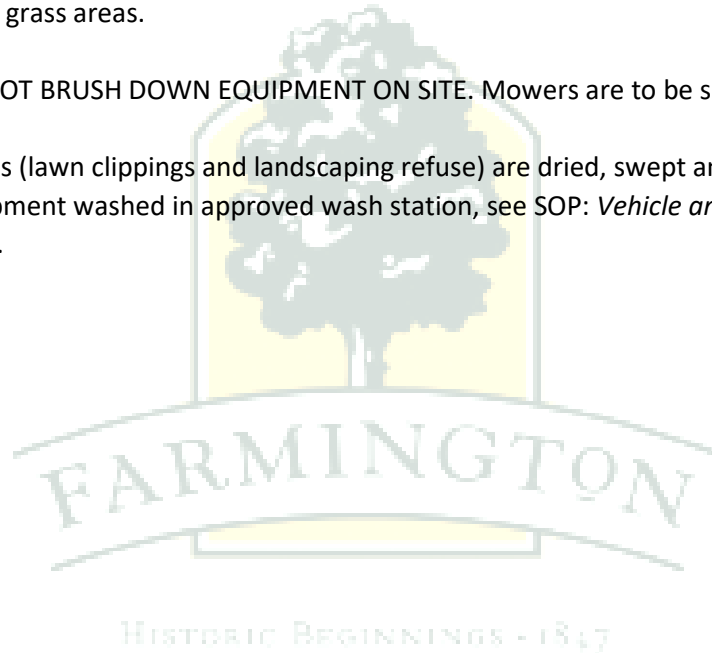 grass areas.
OT BRUSH DOWN EQUIPMENT ON SITE. Mowers are to be s
s (lawn clippings and landscaping refuse) are dried, swept ar
pment washed in approved wash station, see SOP: Vehicle ar
.
FARMINGTON
HISTORIC BEGINNINGS • 1847